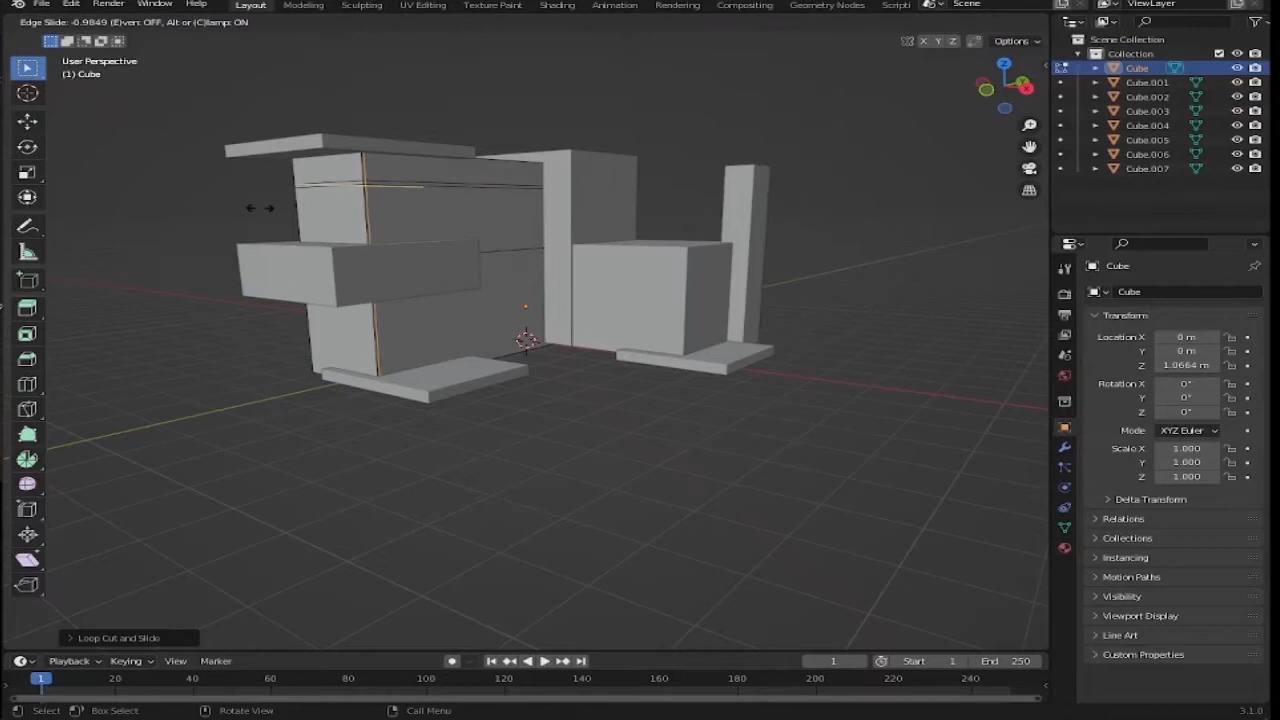 File Edit Render Window Help Layout Modeling Sculpting UV Editing Texture Paint Shading Animation Rendering Compositing Geometry Nodes Scripti Scene ViewLayer
Edge Slide: -0.9849 (E)ven: OFF, Alt or (C)lamp: ON
X Y Z Options
User Perspective
(1) Cube
Z
Y
X
Scene Collection
Collection
Cube
Cube.001
Cube.002
Cube.003
Cube.004
Cube.005
Cube.006
Cube.007
Cube
Cube
Transform
Location X 0 m
Y 0 m
Z 1.0664 m
Rotation X 0°
Y 0°
Z 0°
Mode XYZ Euler
Scale X 1.000
Y 1.000
Z 1.000
Delta Transform
Relations
Collections
Instancing
Motion Paths
Visibility
Viewport Display
Line Art
Custom Properties
Loop Cut and Slide
Playback Keying View Marker 1 Start 1 End 250
1 20 40 60 80 100 120 140 160 180 200 220 240
Select Box Select Rotate View Call Menu 3.1.0